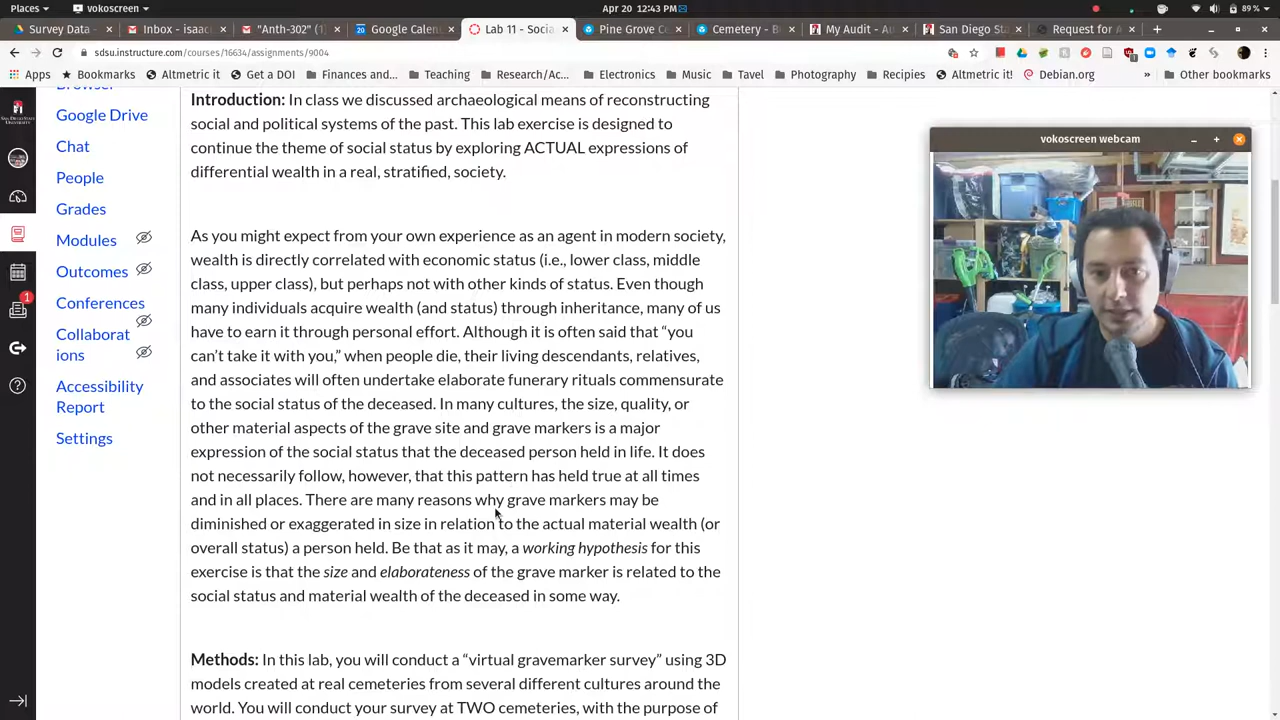 Places
vokoscreen
Apr 20 12:43 PM
89 %
Survey Data -
Inbox - isaac
"Anth-302" (1
Google Calen
Lab 11 - Socia
Pine Grove Ce
Cemetery - B
My Audit - Au
San Diego Sta
Request for A
sdsu.instructure.com/courses/16634/assignments/9004
Apps
Bookmarks
Altmetric it
Get a DOI
Finances and...
Teaching
Research/Ac...
Electronics
Music
Tavel
Photography
Recipies
Altmetric it!
Debian.org
»
Other bookmarks
SAN DIEGO STATE UNIVERSITY
1
Browser
Google Drive
Chat
People
Grades
Modules
Outcomes
Conferences
Collaborat
ions
Accessibility
Report
Settings
Introduction: In class we discussed archaeological means of reconstructing
social and political systems of the past. This lab exercise is designed to
continue the theme of social status by exploring ACTUAL expressions of
differential wealth in a real, stratified, society.
As you might expect from your own experience as an agent in modern society,
wealth is directly correlated with economic status (i.e., lower class, middle
class, upper class), but perhaps not with other kinds of status. Even though
many individuals acquire wealth (and status) through inheritance, many of us
have to earn it through personal effort. Although it is often said that “you
can’t take it with you,” when people die, their living descendants, relatives,
and associates will often undertake elaborate funerary rituals commensurate
to the social status of the deceased. In many cultures, the size, quality, or
other material aspects of the grave site and grave markers is a major
expression of the social status that the deceased person held in life. It does
not necessarily follow, however, that this pattern has held true at all times
and in all places. There are many reasons why grave markers may be
diminished or exaggerated in size in relation to the actual material wealth (or
overall status) a person held. Be that as it may, a working hypothesis for this
exercise is that the size and elaborateness of the grave marker is related to the
social status and material wealth of the deceased in some way.
Methods: In this lab, you will conduct a “virtual gravemarker survey” using 3D
models created at real cemeteries from several different cultures around the
world. You will conduct your survey at TWO cemeteries, with the purpose of
vokoscreen webcam